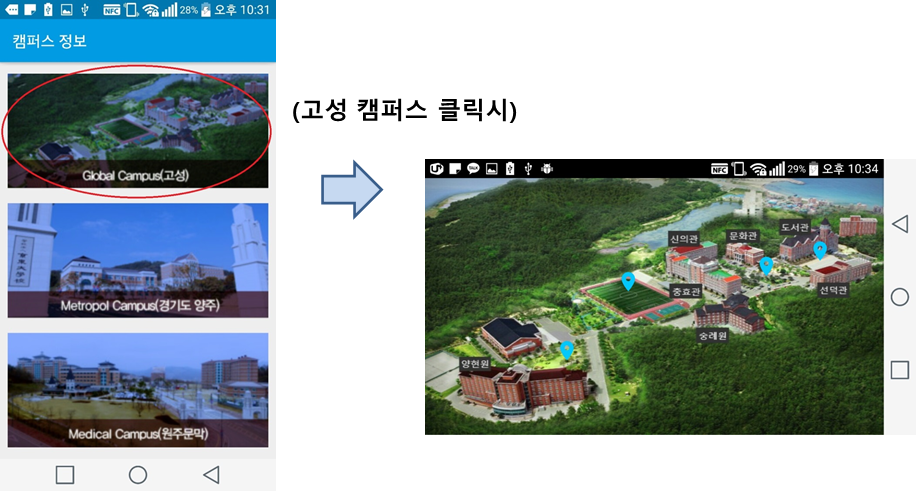 NFC 28% 오후 10:31
캠퍼스 정보
Global Campus(고성)
Metropol Campus(경기도 양주)
Medical Campus(원주문막)
(고성 캠퍼스 클릭시)
TALK NFC 29% 오후 10:34
도서관
문화관
신의관
충효관
선덕관
숭례원
양현원